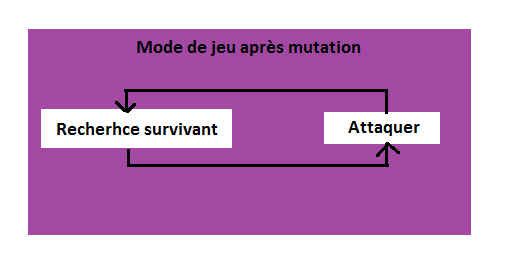 Mode de jeu après mutation
Recherhce survivant
Attaquer